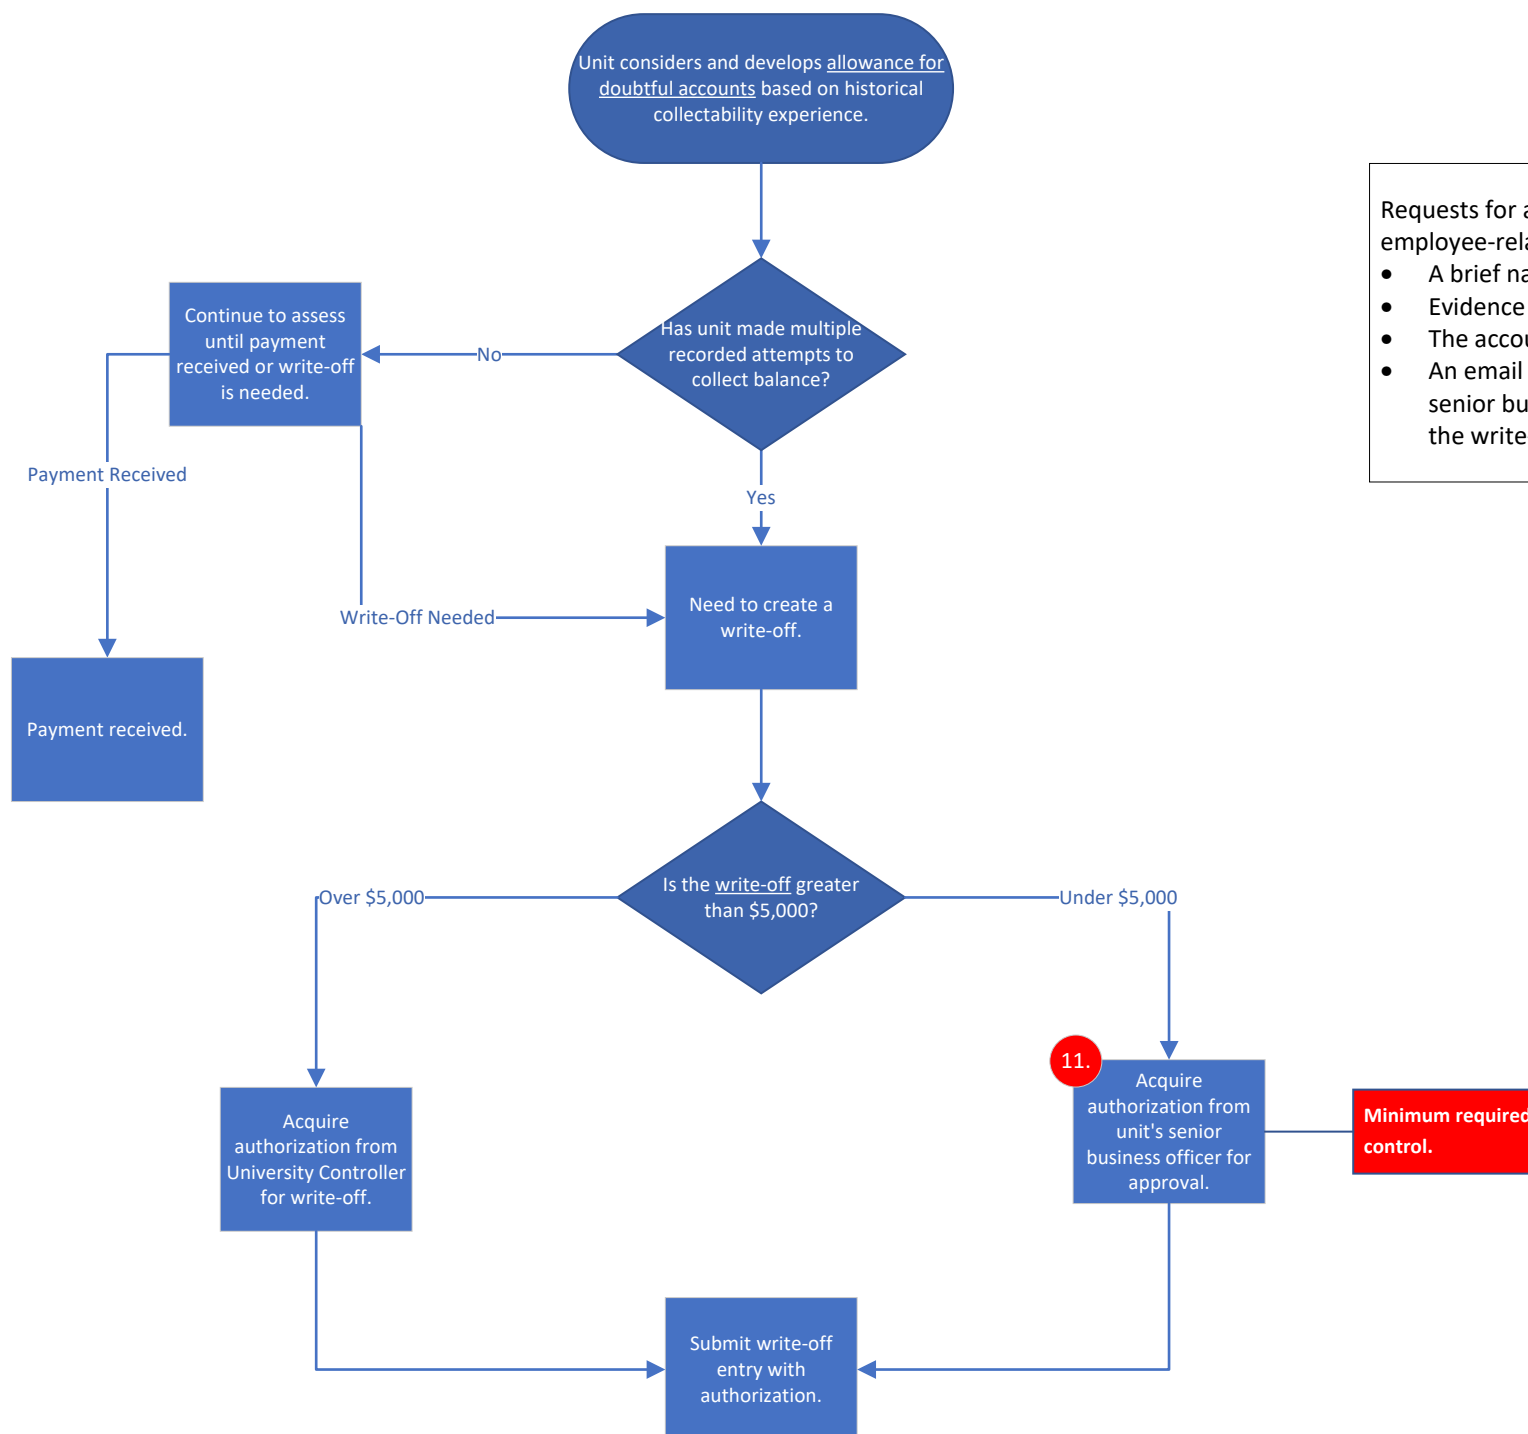 Unit considers and develops allowance for
doubtful accounts based on historical
collectability experience.
Requests for
employee-rela
• A brief na
• Evidence
• The accou
• An email
senior bu
the write
Continue to assess
until payment
received or write-off
is needed.
No
Has unit made multiple
recorded attempts to
collect balance?
Payment Received
Yes
Write-Off Needed
Need to create a
write-off.
Payment received.
Over $5,000
Is the write-off greater
than $5,000?
Under $5,000
11.
Acquire
authorization from
University Controller
for write-off.
Acquire
authorization from
unit's senior
business officer for
approval.
Minimum required
control.
Submit write-off
entry with
authorization.